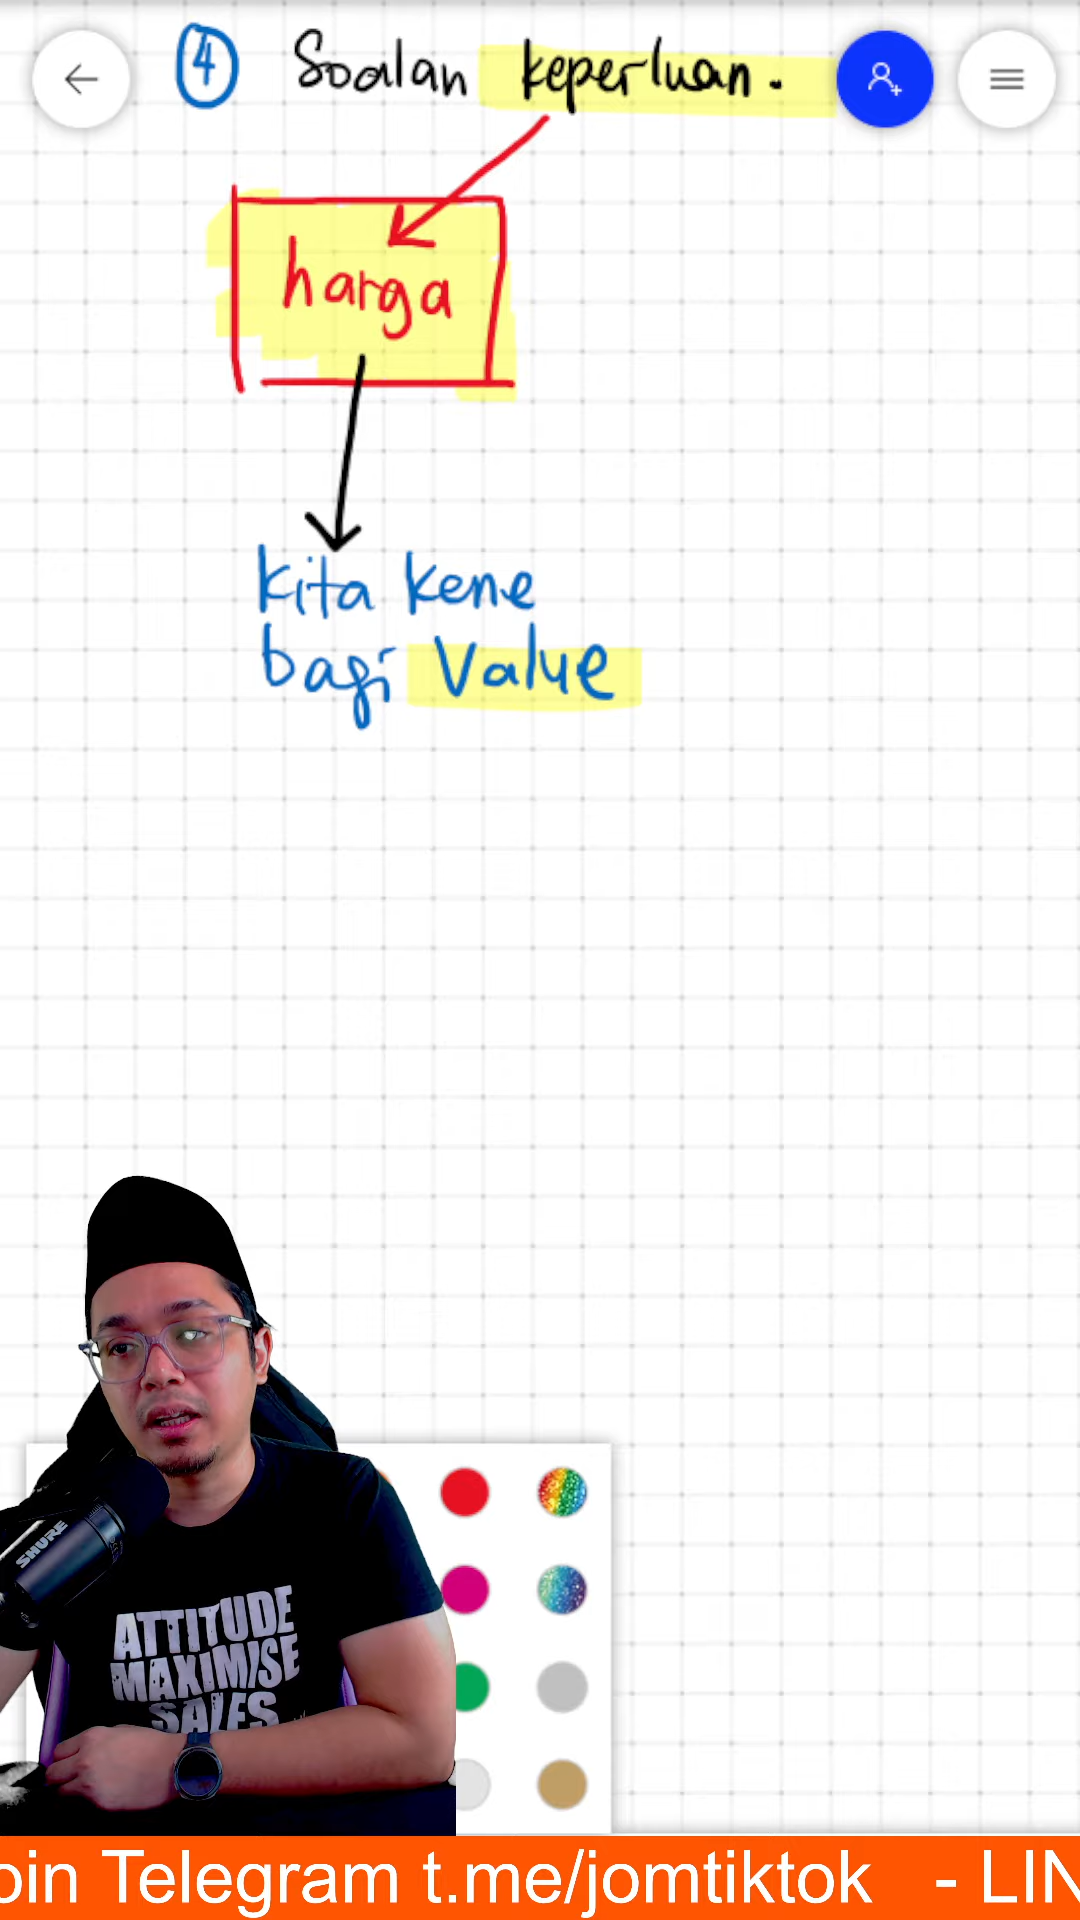 4 Soalan keperluan.
harga
kita kene
bagi Value
SHURE
ATTITUDE
MAXIMISE
SALES
oin Telegram t.me/jomtiktok - LIN